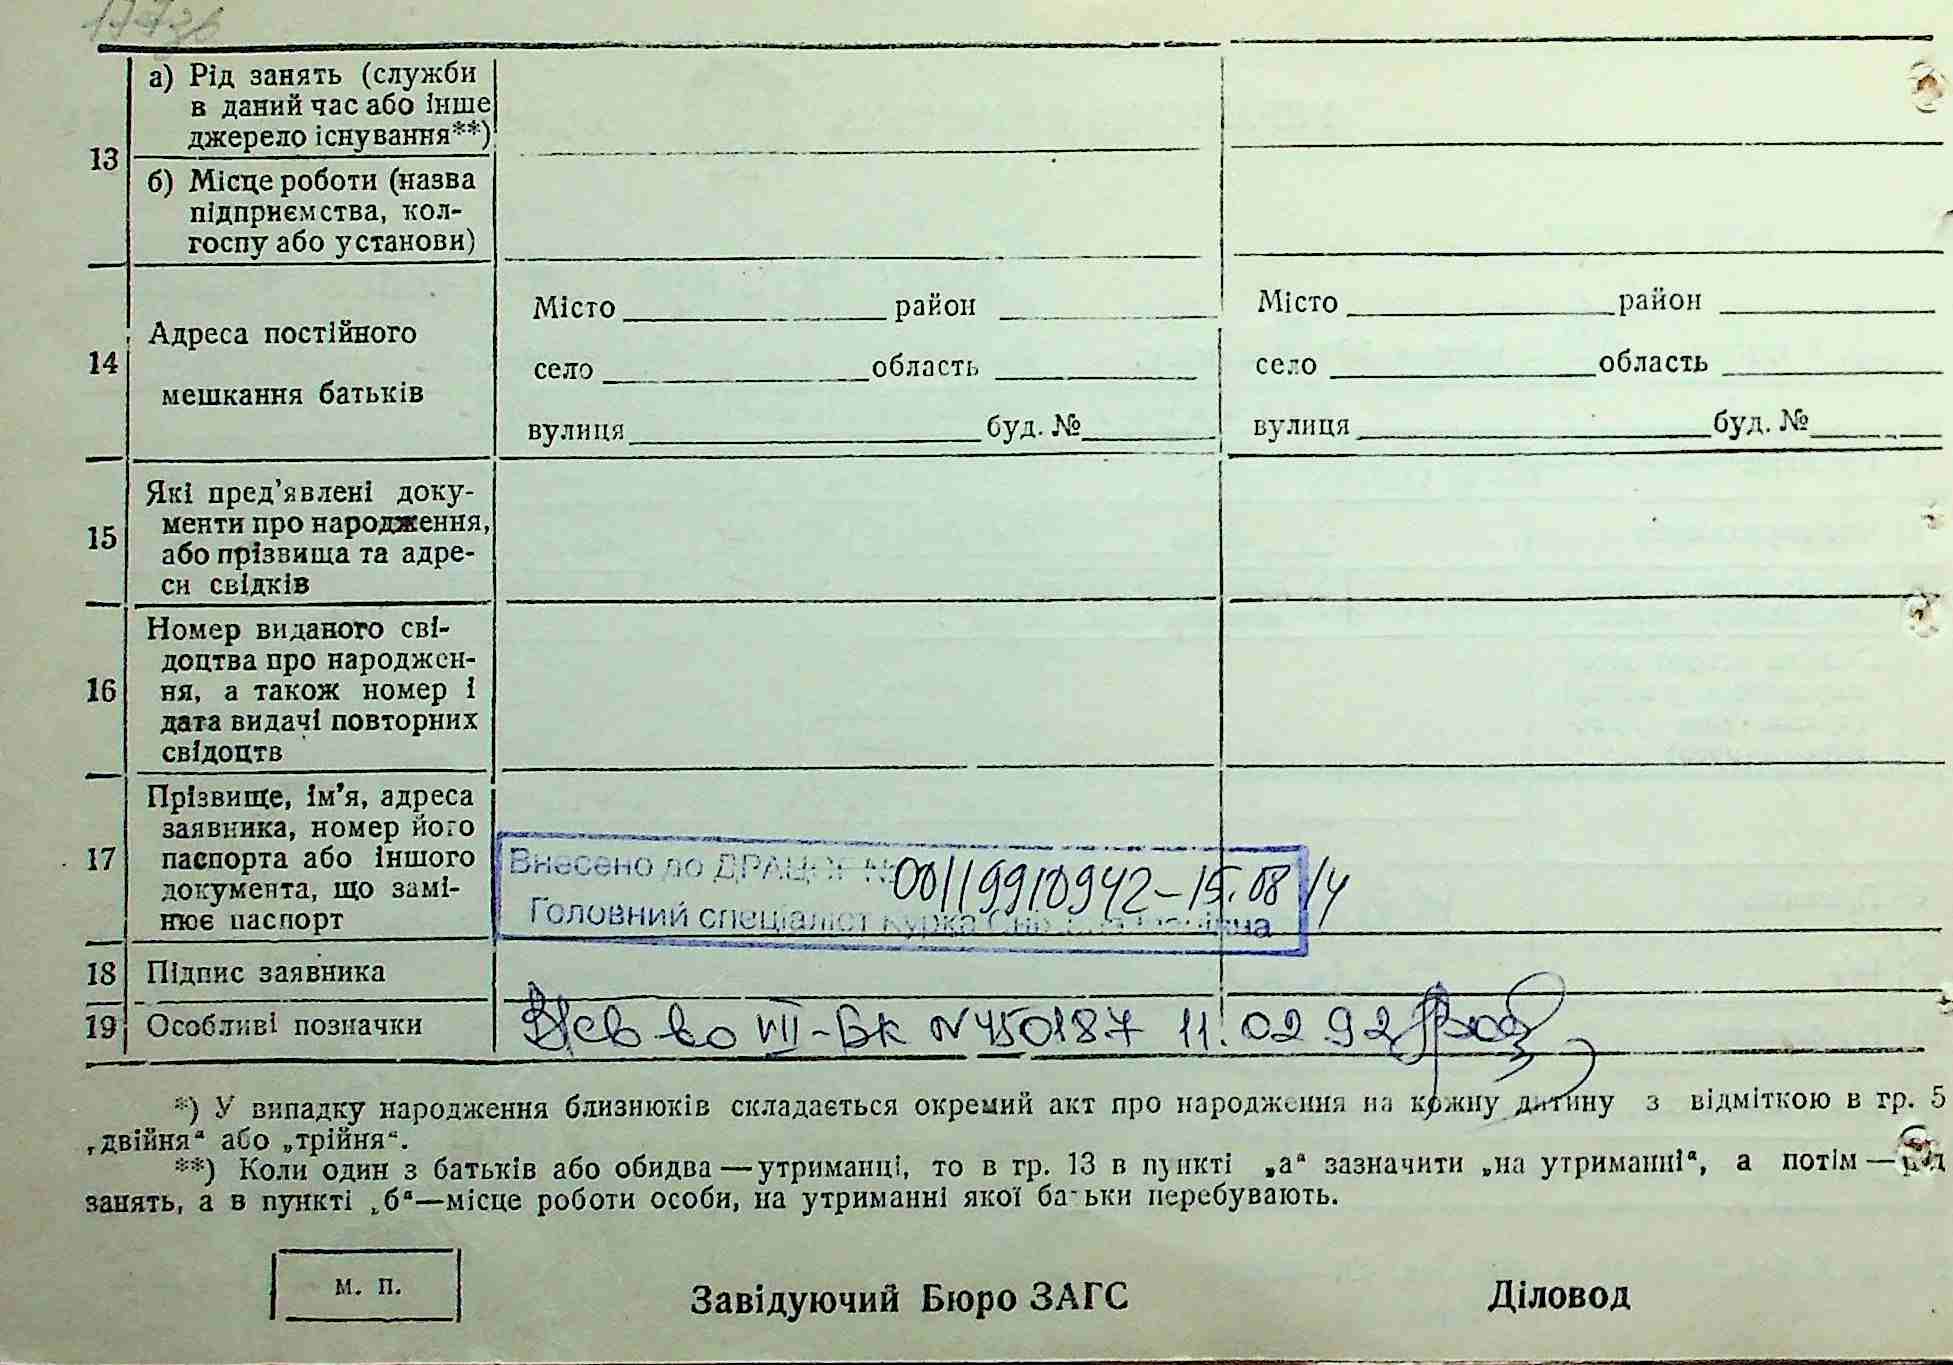 13
а) Рід занять (служби
в даний час або інше
джерело існування**)
б) Місце роботи (назва
підприємства, кол-
госпу або установи)
14
Адреса постійного
мешкання батьків
Місто район
село область
вулиця буд. №
Місто район
село область
вулиця буд. №
15
Які пред’явлені доку-
менти про народження,
або прізвища та адре-
си свідків
16
Номер виданого сві-
доцтва про народжен-
ня, а також номер і
дата видачі повторних
свідоцтв
17
Прізвище, ім’я, адреса
заявника, номер його
паспорта або іншого
документа, що замі-
нює паспорт
Внесено до ДРАЦСГ № 00119910942-15.08/14
Головний спеціаліст Курка
18 Підпис заявника
19 Особливі позначки
во VII-БК N 450187 11.02.92
*) У випадку народження близнюків складається окремий акт про народження на кожну дитину з відміткою в гр. 5
„двійня“ або „трійня“.
**) Коли один з батьків або обидва—утриманці, то в гр. 13 в пункті „а“ зазначити „на утриманні“, а потім—рід
занять, а в пункті „б“—місце роботи особи, на утриманні якої батьки перебувають.
м. п.
Завідуючий Бюро ЗАГС
Діловод